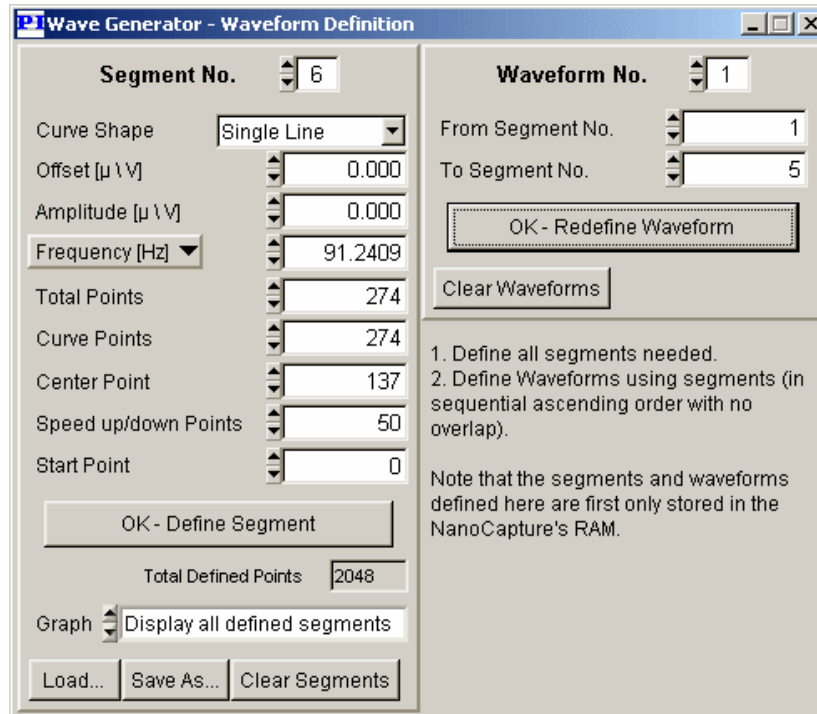 PI Wave Generator - Waveform Definition
Segment No. 6
Curve Shape Single Line
Offset [µ \ V] 0.000
Amplitude [µ \ V] 0.000
Frequency [Hz] 91.2409
Total Points 274
Curve Points 274
Center Point 137
Speed up/down Points 50
Start Point 0
OK - Define Segment
Total Defined Points 2048
Graph Display all defined segments
Load... Save As... Clear Segments
Waveform No. 1
From Segment No. 1
To Segment No. 5
OK - Redefine Waveform
Clear Waveforms
1. Define all segments needed.
2. Define Waveforms using segments (in
sequential ascending order with no
overlap).
Note that the segments and waveforms
defined here are first only stored in the
NanoCapture's RAM.